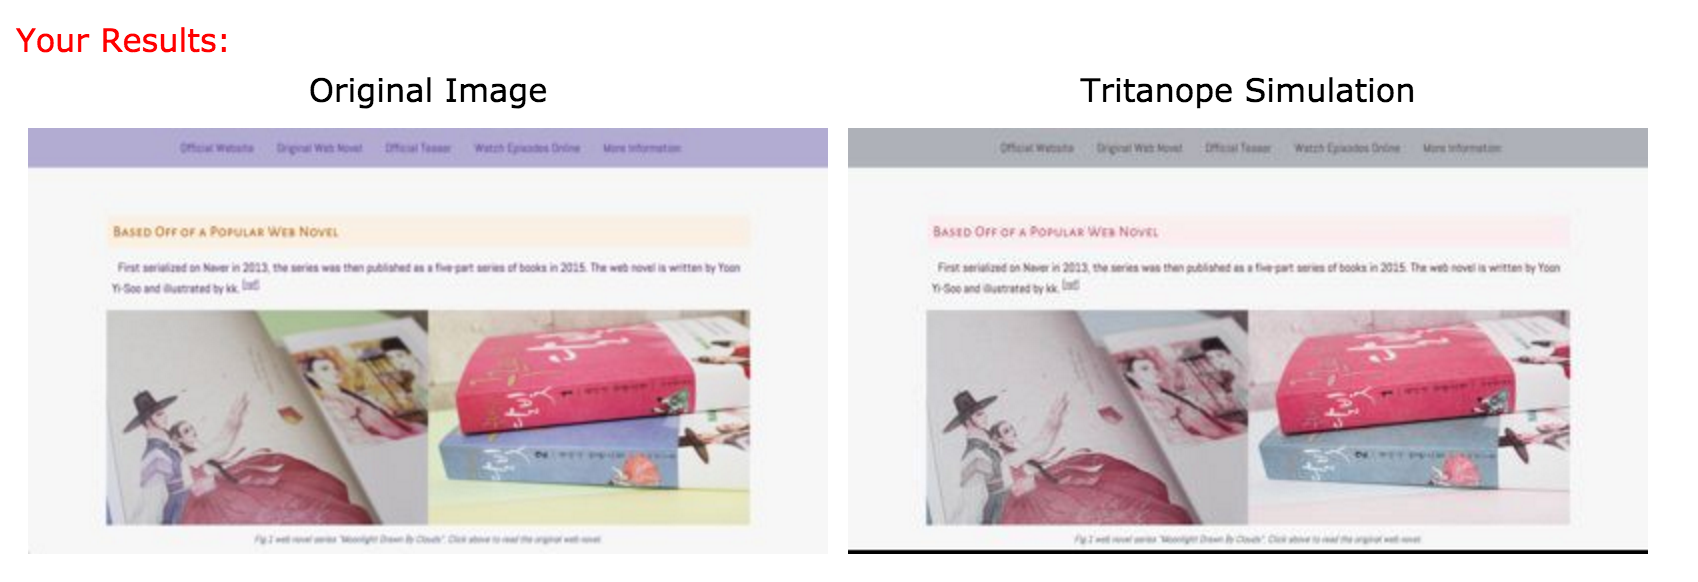 Your Results:
Original Image
Tritanope Simulation
Official Website Original Web Novel Official Teaser Watch Episodes Online More Information
BASED OFF OF A POPULAR WEB NOVEL
First serialized on Naver in 2013, the series was then published as a five-part series of books in 2015. The web novel is written by Yoon
Yi-Soo and illustrated by kk.
1
2
Fig.1 web novel series "Moonlight Drawn By Clouds". Click above to read the original web novel.
Official Website Original Web Novel Official Teaser Watch Episodes Online More Information
BASED OFF OF A POPULAR WEB NOVEL
First serialized on Naver in 2013, the series was then published as a five-part series of books in 2015. The web novel is written by Yoon
Yi-Soo and illustrated by kk.
1
2
Fig.1 web novel series "Moonlight Drawn By Clouds". Click above to read the original web novel.